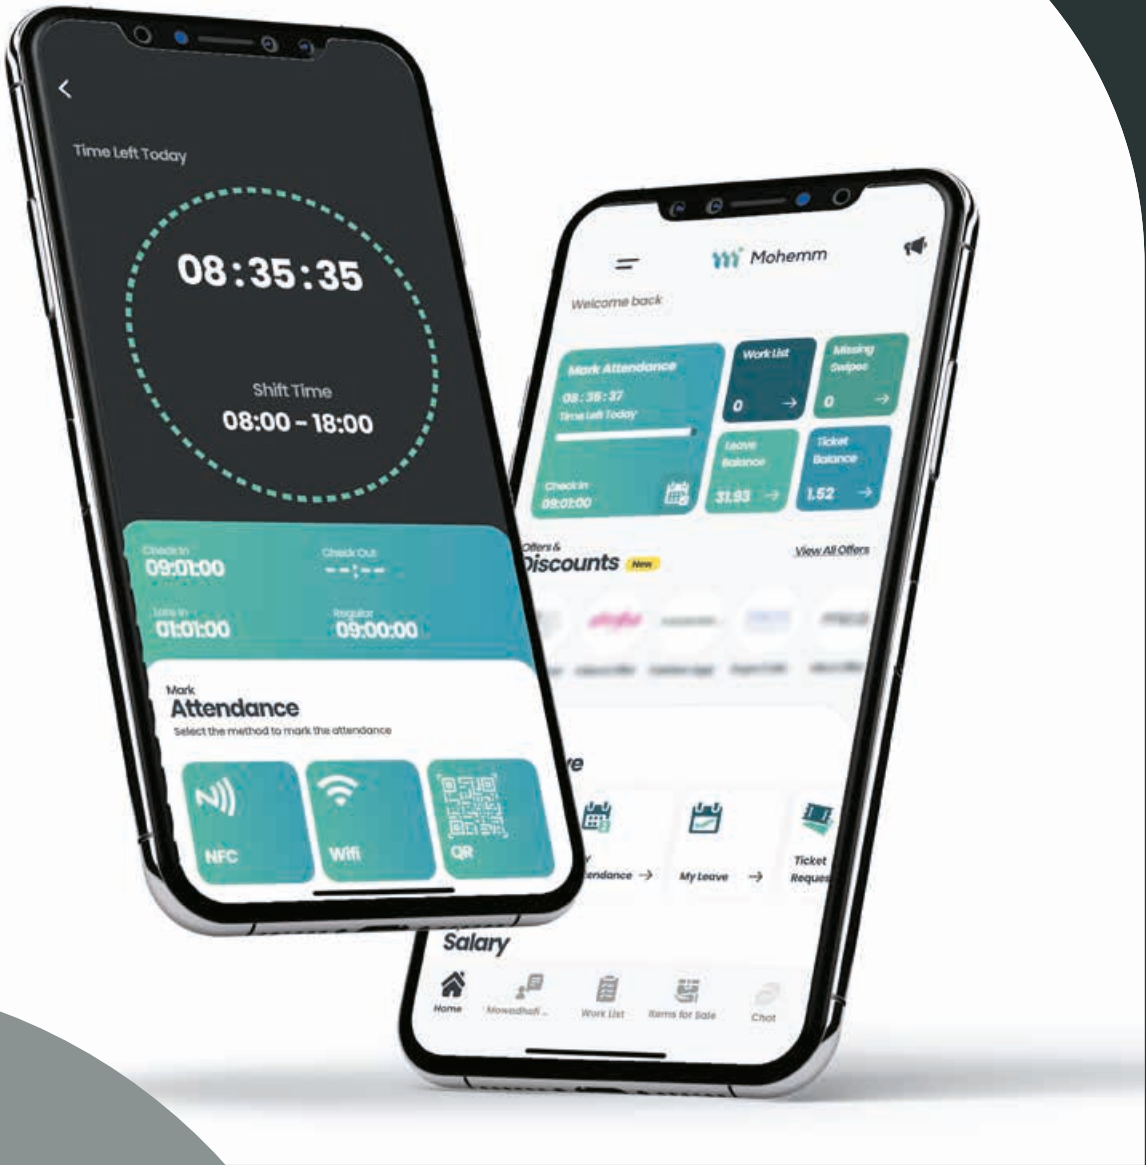 Time Left Today
08:35:35
Shift Time
08:00 - 18:00
Check In
09:01:00
Check Out
--:--
Late In
01:01:00
Regular
09:00:00
Mark
Attendance
Select the method to mark the attendance
NFC
Wifi
QR
Mohemm
Welcome back
Mark Attendance
08:35:37
Time Left Today
Check In
09:01:00
Work List
0
Missing
Swipes
0
Leave
Balance
31.93
Ticket
Balance
1.52
Offers &
Discounts
New
View All Offers
ve
endance
My Leave
Ticket
Reques
Salary
Home
Mowadhafi ..
Work List
Items for Sale
Chat